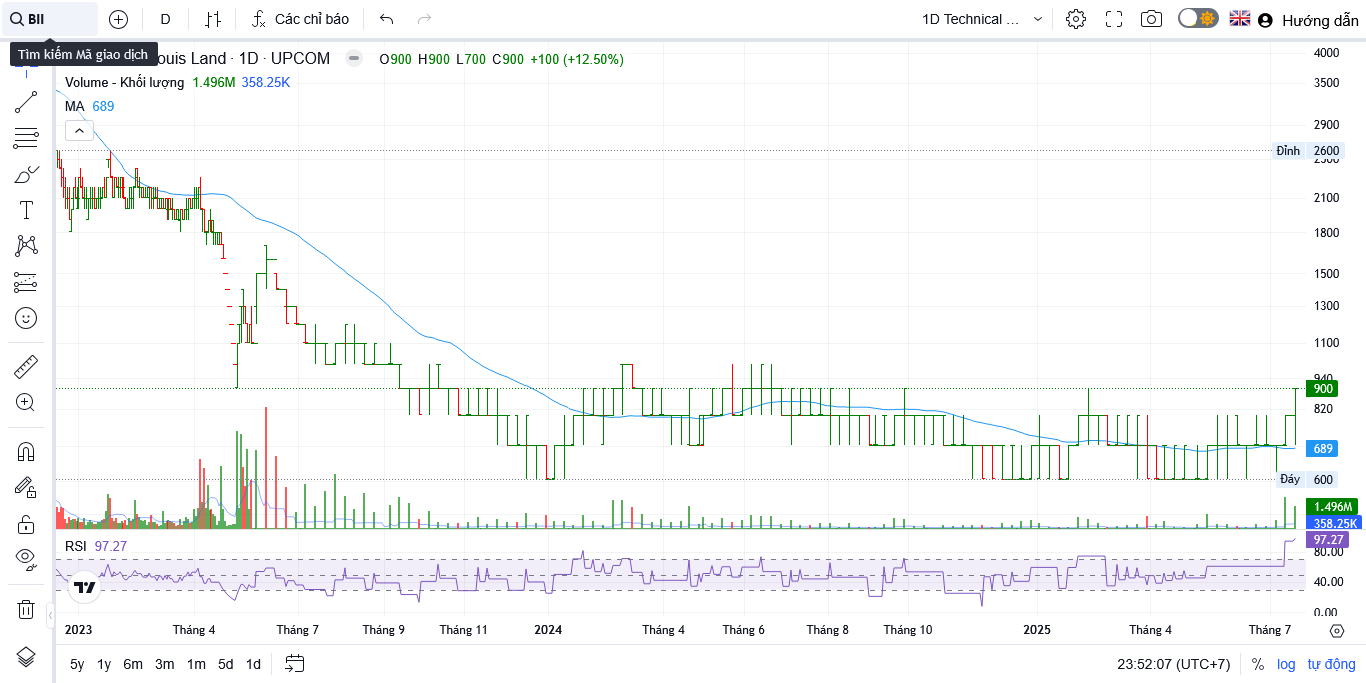 BII
D
Các chỉ báo
1D Technical ...
Hướng dẫn
Tìm kiếm Mã giao dịch
ouis Land · 1D · UPCOM
O900 H900 L700 C900 +100 (+12.50%)
Volume - Khối lượng 1.496M 358.25K
MA 689
4000
3500
2900
Đỉnh 2600
2500
2100
1800
1500
1300
1100
940
900
820
689
Đáy 600
1.496M
358.25K
RSI 97.27
97.27
80.00
40.00
0.00
2023 Tháng 4 Tháng 7 Tháng 9 Tháng 11 2024 Tháng 4 Tháng 6 Tháng 8 Tháng 10 2025 Tháng 4 Tháng 7
5y 1y 6m 3m 1m 5d 1d
23:52:07 (UTC+7) % log tự động